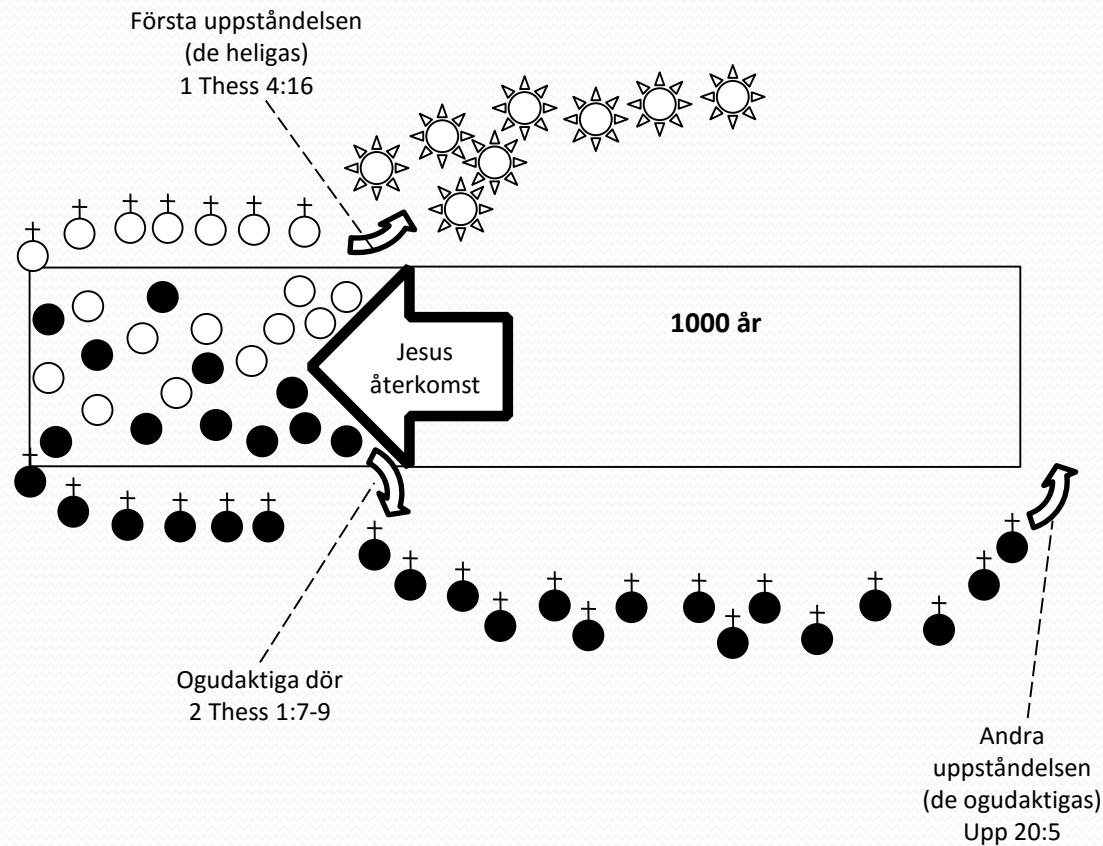 Första uppståndelsen
(de heligas)
1 Thess 4:16
1000 år
Jesus
återkomst
Ogudaktiga dör
2 Thess 1:7-9
Andra
uppståndelsen
(de ogudaktigas)
Upp 20:5